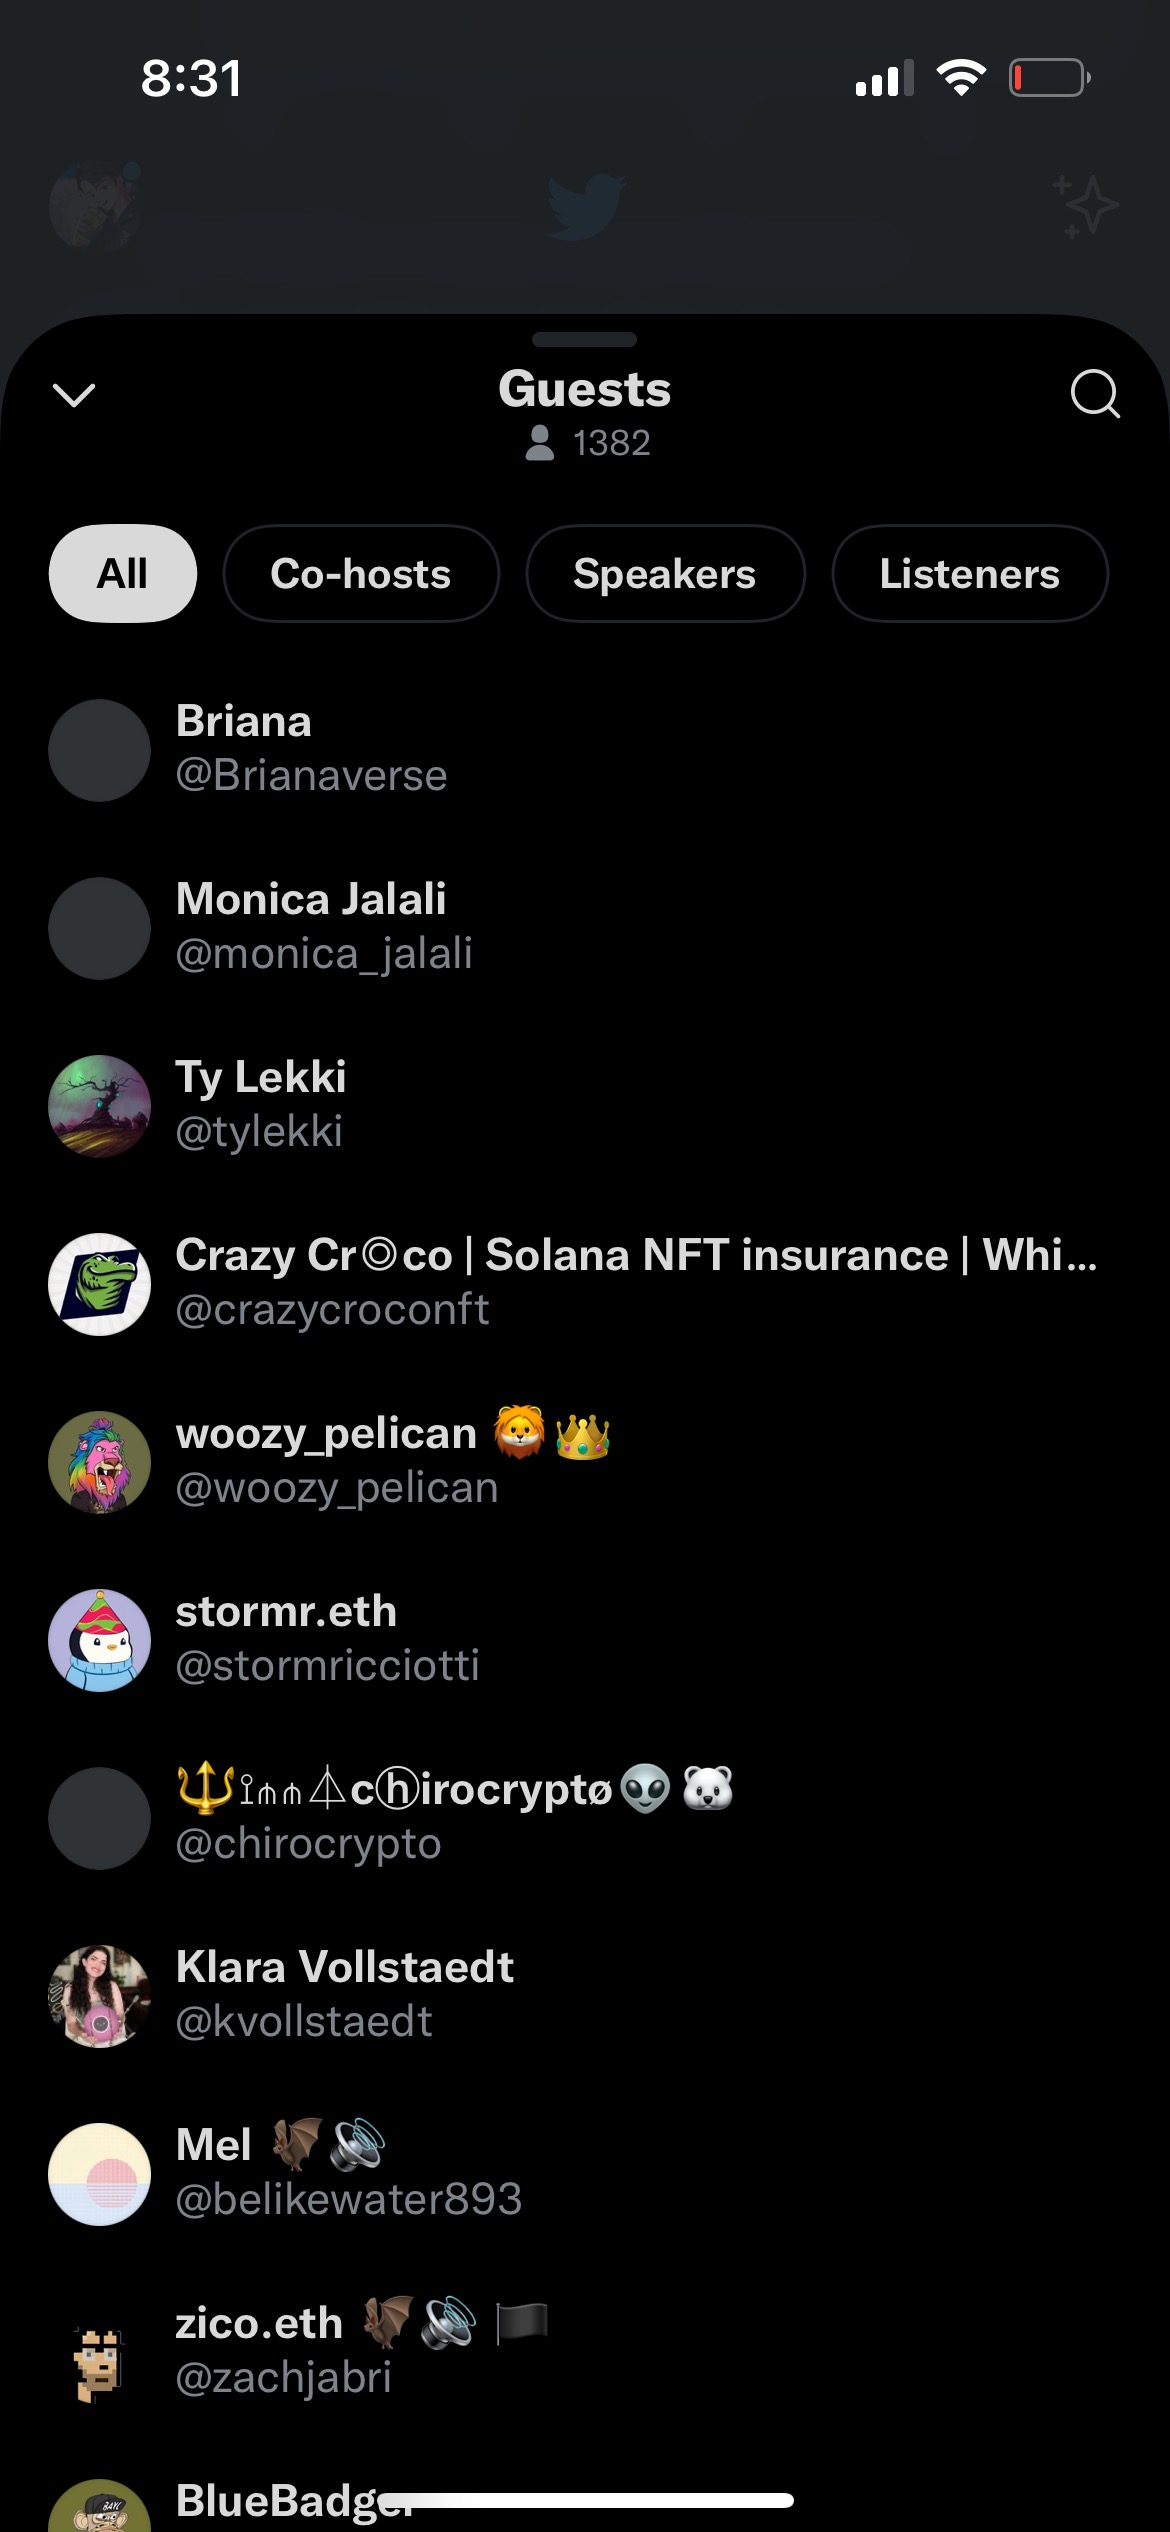 8:31
Guests
1382
All
Co-hosts
Speakers
Listeners
Briana
@Brianaverse
Monica Jalali
@monica_jalali
Ty Lekki
@tylekki
Crazy Cr◎co | Solana NFT insurance | Whi...
@crazycroconft
woozy_pelican 🦁👑
@woozy_pelican
stormr.eth
@stormricciotti
🔱 cⓗirocryptø👽🐻‍❄️
@chirocrypto
Klara Vollstaedt
@kvollstaedt
Mel 🦇🔊
@belikewater893
zico.eth 🦇🔊 🏴
@zachjabri
BlueBadger